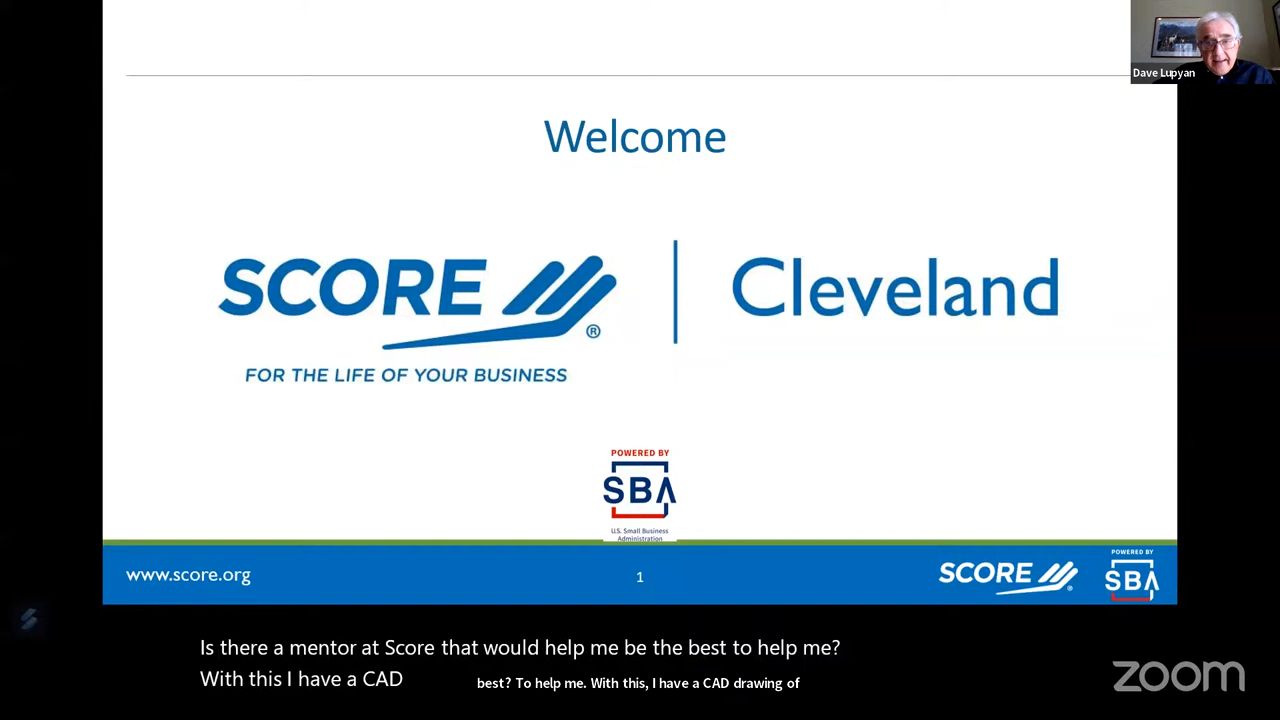 Dave Lupyan
Welcome
SCORE
®
FOR THE LIFE OF YOUR BUSINESS
Cleveland
POWERED BY
SBA
U.S. Small Business
Administration
www.score.org
1
SCORE
®
POWERED BY
SBA
Is there a mentor at Score that would help me be the best to help me?
With this I have a CAD
best? To help me. With this, I have a CAD drawing of
zoom